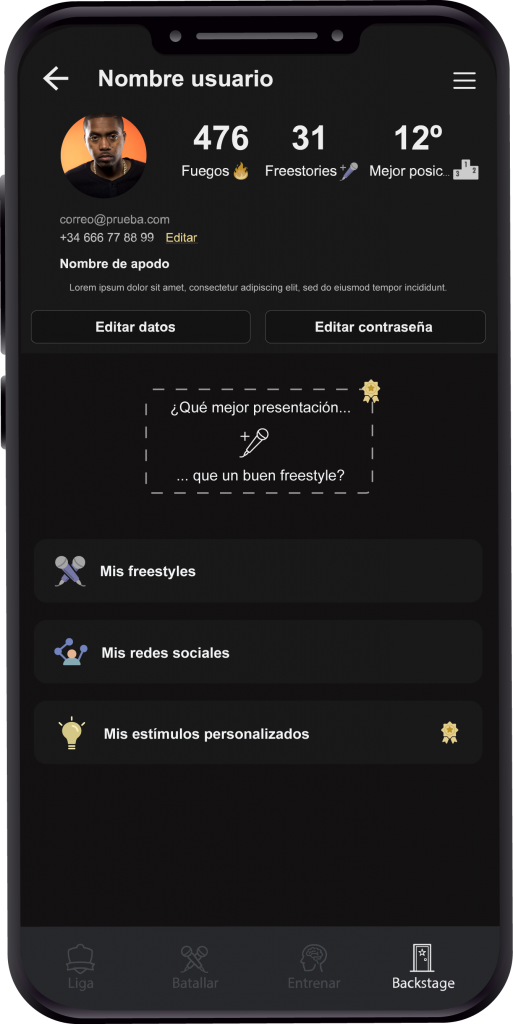 Nombre usuario
476 31 12º
Fuegos Freestories Mejor posic...
3 1 2
correo@prueba.com
+34 666 77 88 99 Editar
Nombre de apodo
Lorem ipsum dolor sit amet, consectetur adipiscing elit, sed do eiusmod tempor incididunt.
Editar datos Editar contraseña
¿Qué mejor presentación...
... que un buen freestyle?
Mis freestyles
Mis redes sociales
Mis estímulos personalizados
Liga Batallar Entrenar Backstage